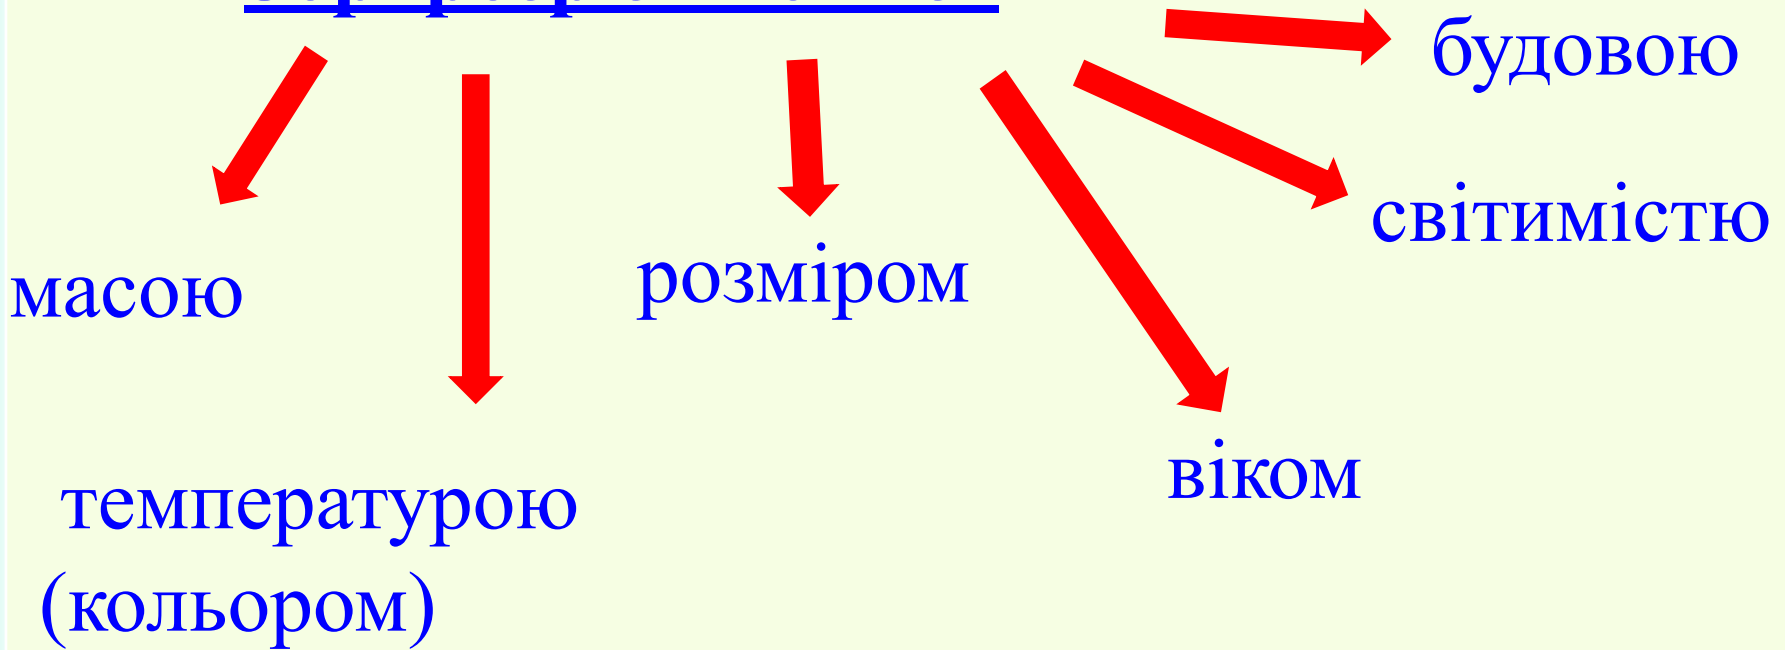 будовою
світимістю
розміром
масою
віком
температурою
(кольором)